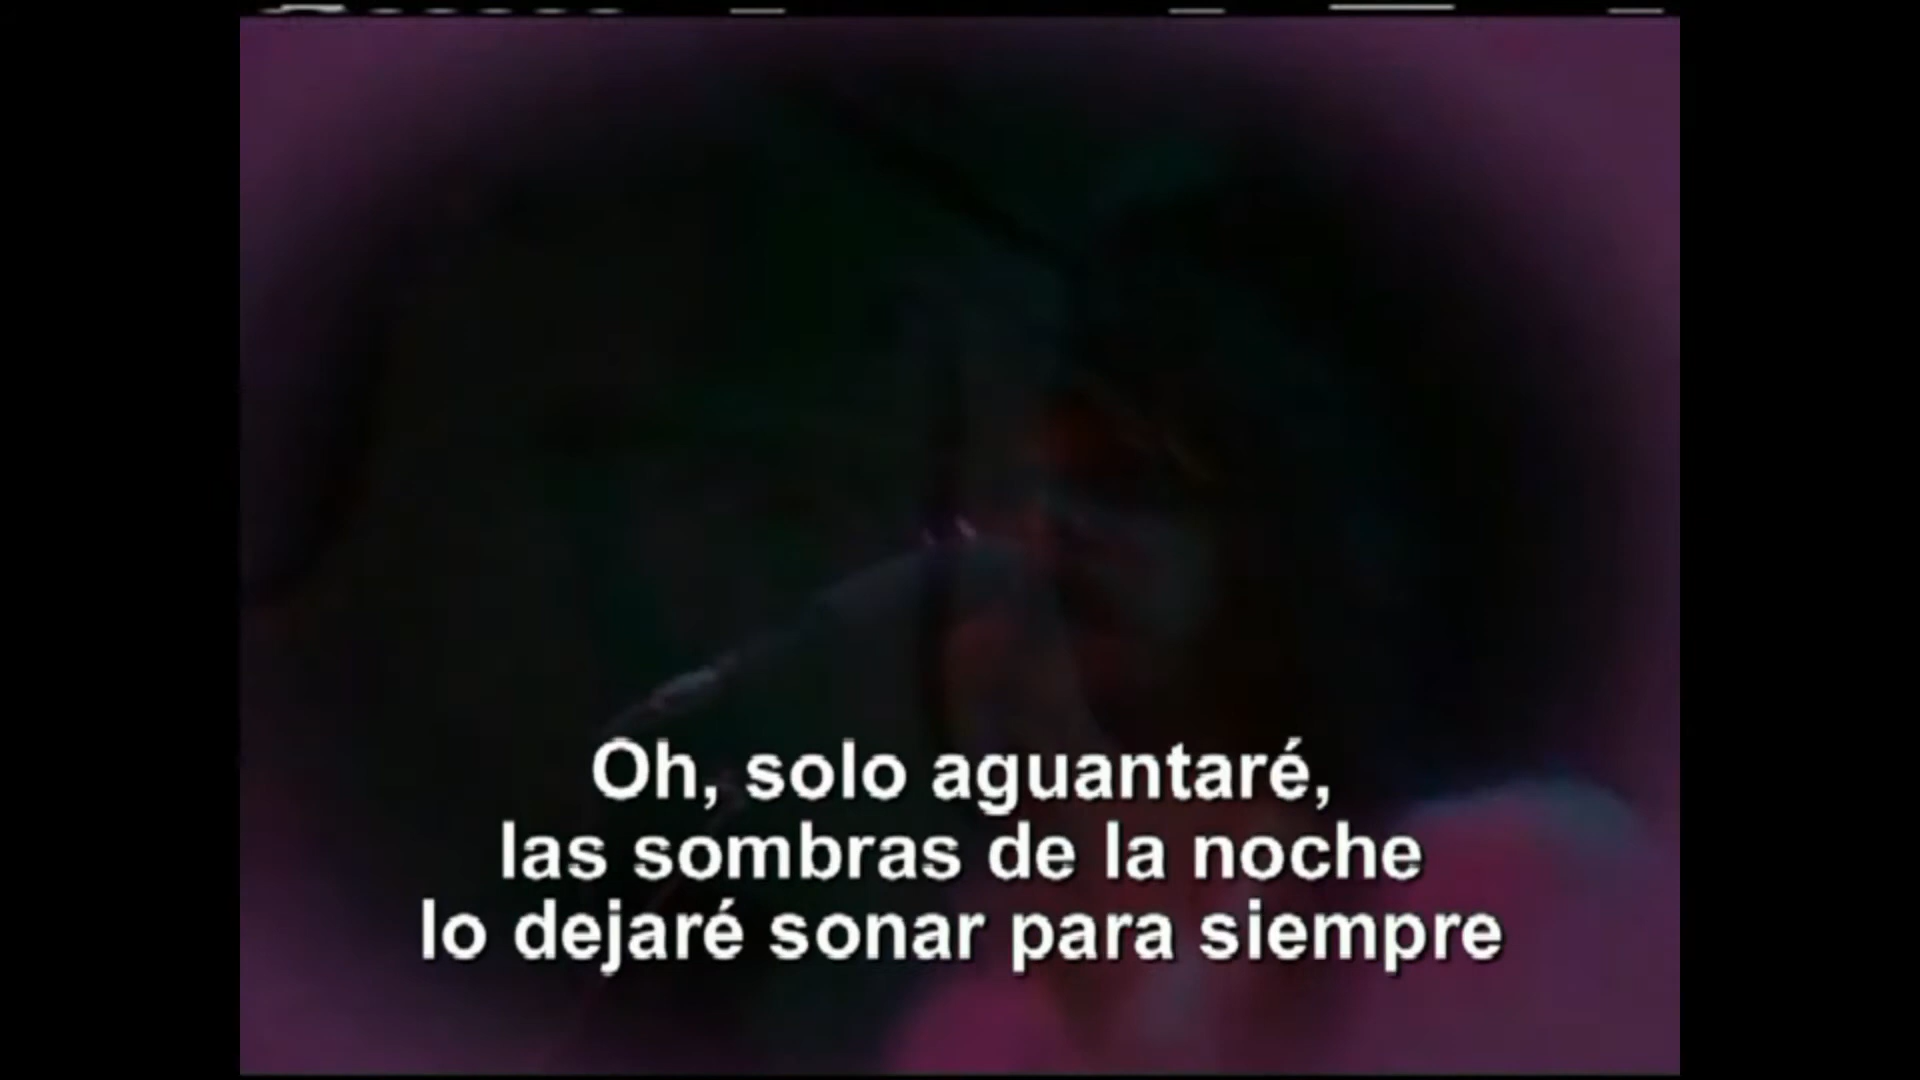 Oh, solo aguantaré,
las sombras de la noche
lo dejaré sonar para siempre